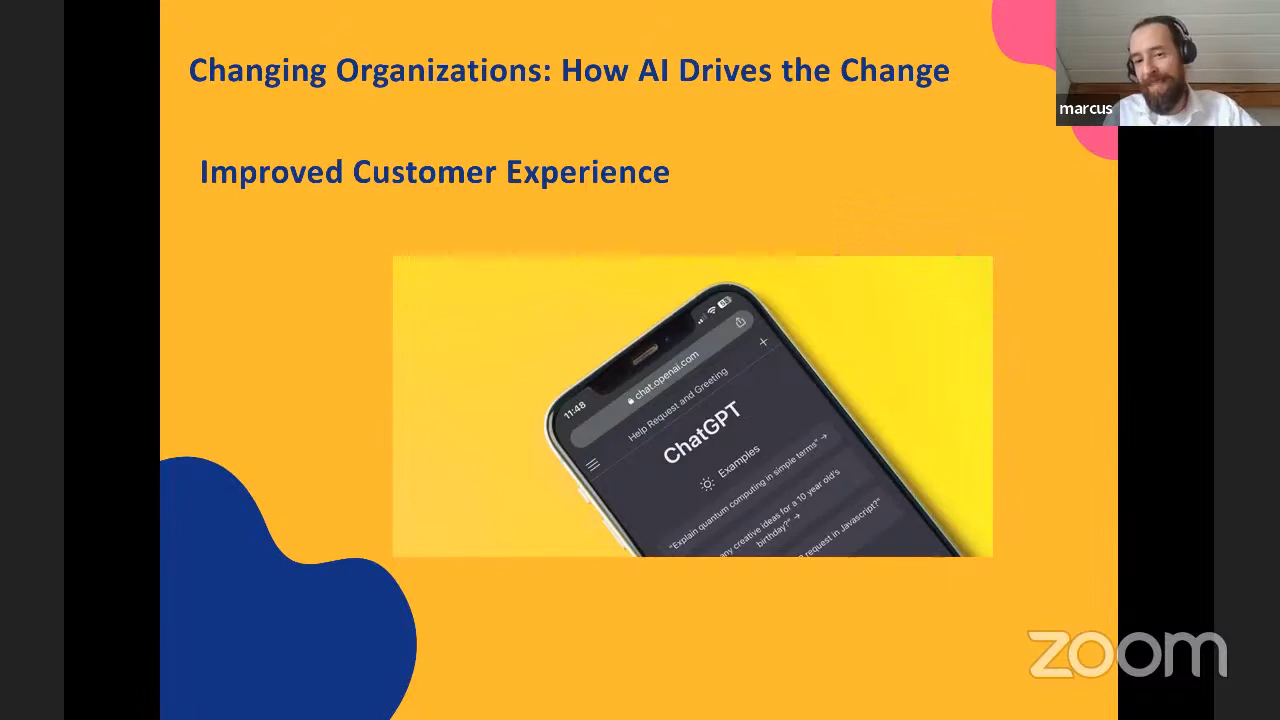 Changing Organizations: How AI Drives the Change
marcus
Improved Customer Experience
11:48
chat.openai.com
Help Request and Greeting
ChatGPT
Examples
"Explain quantum computing in simple terms" →
any creative ideas for a 10 year old's
birthday?" →
request in Javascript?"
zoom